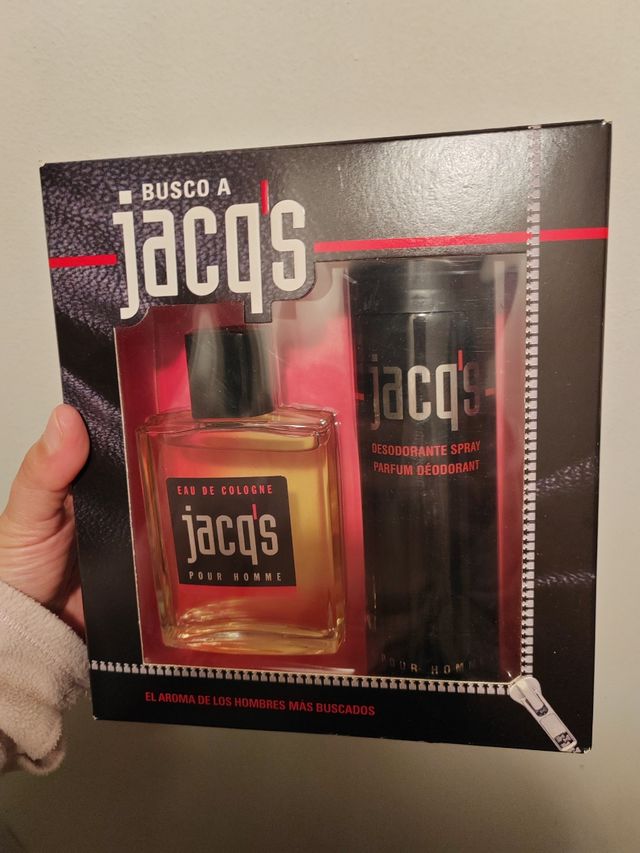 BUSCO A
jacq's
jacq's
DESODORANTE SPRAY
PARFUM DÉODORANT
POUR HOMME
EAU DE COLOGNE
jacq's
POUR HOMME
EL AROMA DE LOS HOMBRES MAS BUSCADOS